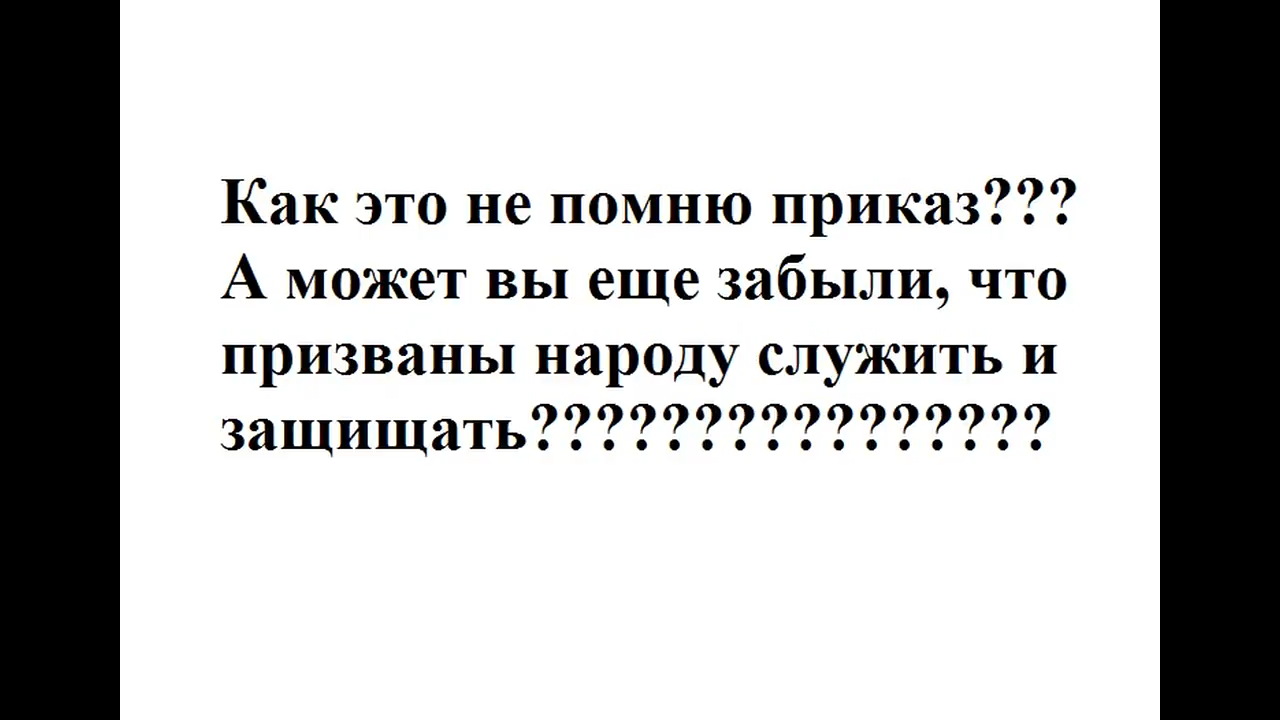 Как это не помню приказ???
А может вы еще забыли, что
призваны народу служить и
защищать????????????????